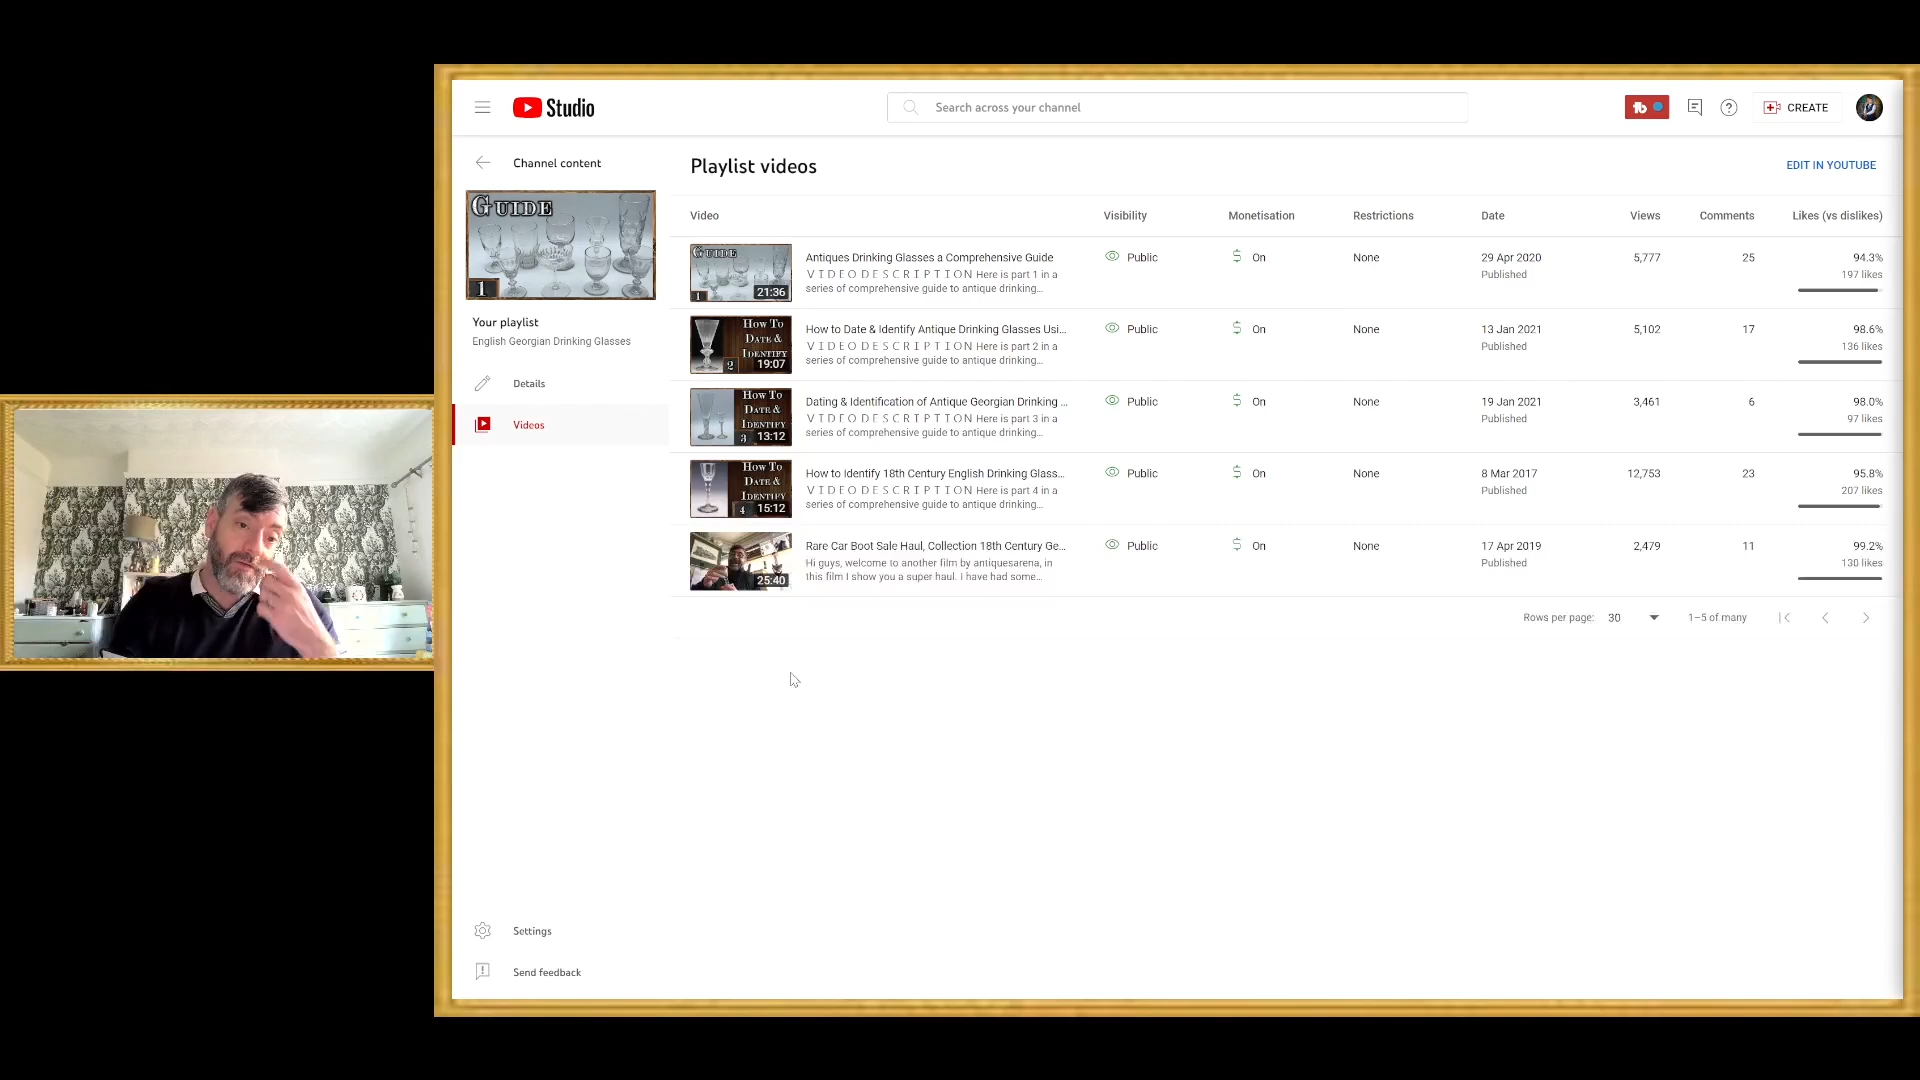 Studio
Search across your channel
CREATE
Channel content
Playlist videos
EDIT IN YOUTUBE
GUIDE
1
Your playlist
English Georgian Drinking Glasses
Details
Videos
Settings
Send feedback
Video Visibility Monetisation Restrictions Date Views Comments Likes (vs dislikes)
GUIDE
1
21:36
Antiques Drinking Glasses a Comprehensive Guide
V I D E O D E S C R I P T I O N Here is part 1 in a
series of comprehensive guide to antique drinking...
Public On None 29 Apr 2020 5,777 25 94.3%
Published 197 likes
How To
Date &
Identify
2
19:07
How to Date & Identify Antique Drinking Glasses Usi...
V I D E O D E S C R I P T I O N Here is part 2 in a
series of comprehensive guide to antique drinking...
Public On None 13 Jan 2021 5,102 17 98.6%
Published 136 likes
How To
Date &
Identify
3
13:12
Dating & Identification of Antique Georgian Drinking ...
V I D E O D E S C R I P T I O N Here is part 3 in a
series of comprehensive guide to antique drinking...
Public On None 19 Jan 2021 3,461 6 98.0%
Published 97 likes
How To
Date &
Identify
4
15:12
How to Identify 18th Century English Drinking Glass...
V I D E O D E S C R I P T I O N Here is part 4 in a
series of comprehensive guide to antique drinking...
Public On None 8 Mar 2017 12,753 23 95.8%
Published 207 likes
25:40
Rare Car Boot Sale Haul, Collection 18th Century Ge...
Hi guys, welcome to another film by antiquesarena, in
this film I show you a super haul. I have had some...
Public On None 17 Apr 2019 2,479 11 99.2%
Published 130 likes
Rows per page: 30 1–5 of many